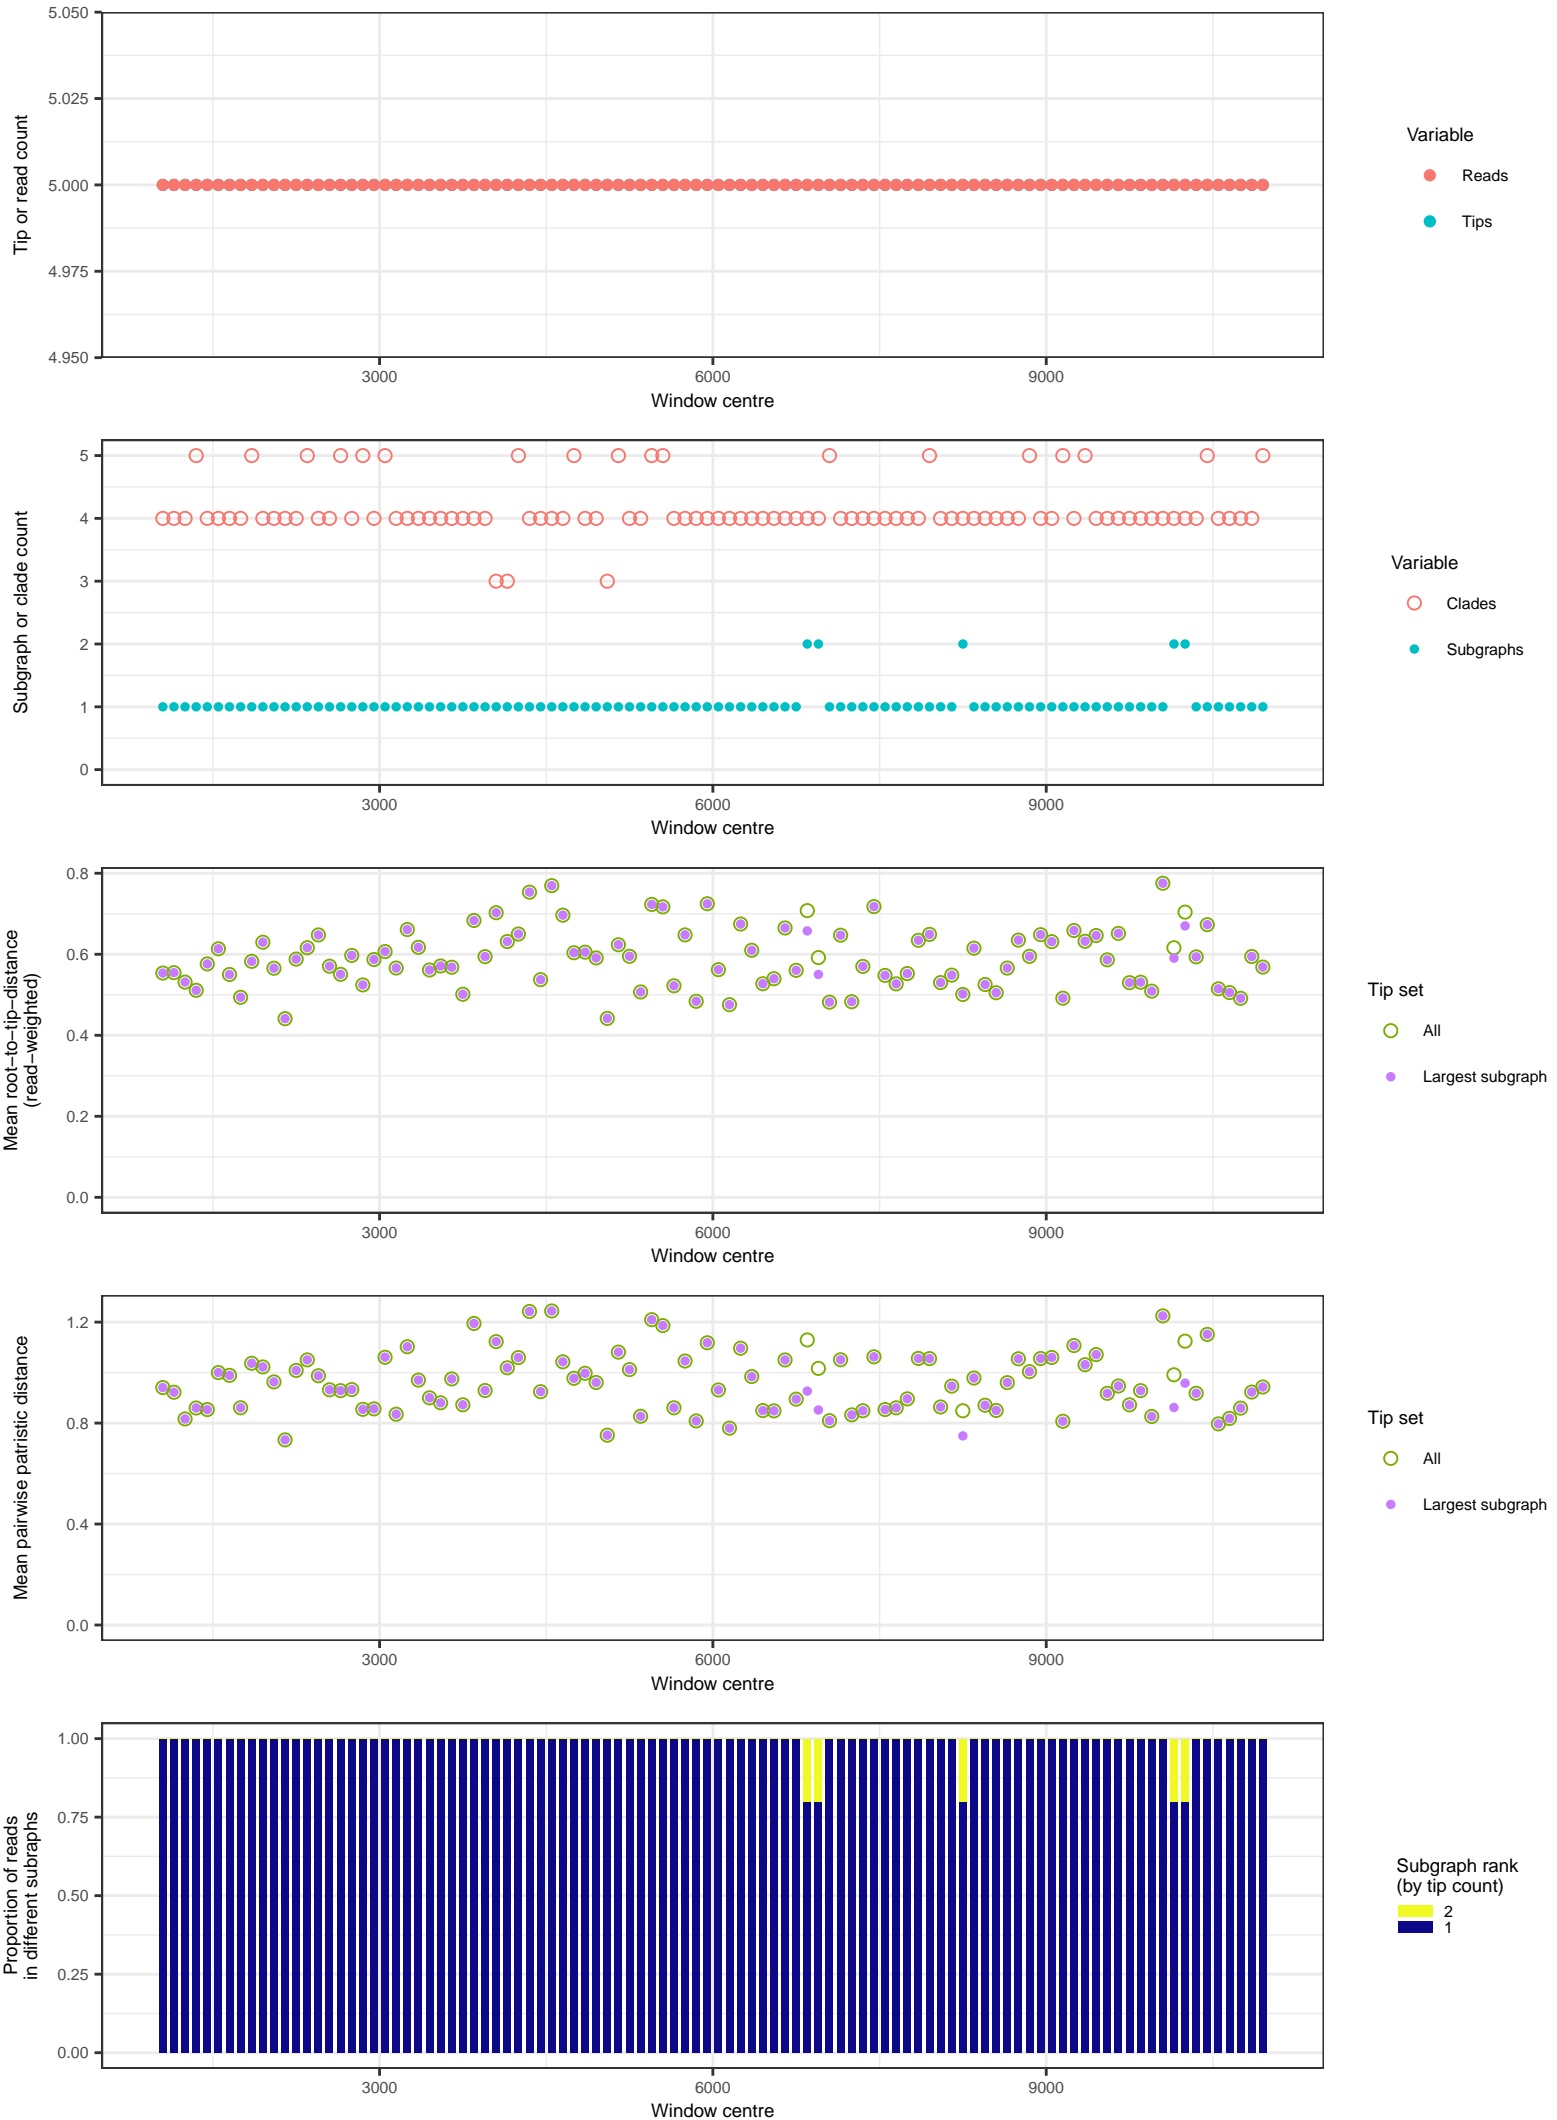 5.050
5.025
5.000
4.975
4.950
Tip or read count
3000
6000
9000
Window centre
Variable
Reads
Tips
5
4
3
2
1
0
Subgraph or clade count
3000
6000
9000
Window centre
Variable
Clades
Subgraphs
0.8
0.6
0.4
0.2
0.0
Mean root−to−tip−distance
(read−weighted)
3000
6000
9000
Window centre
Tip set
All
Largest subgraph
1.2
0.8
0.4
0.0
Mean pairwise patristic distance
3000
6000
9000
Window centre
Tip set
All
Largest subgraph
1.00
0.75
0.50
0.25
0.00
Proportion of reads
in different subraphs
3000
6000
9000
Window centre
Subgraph rank
(by tip count)
2
1